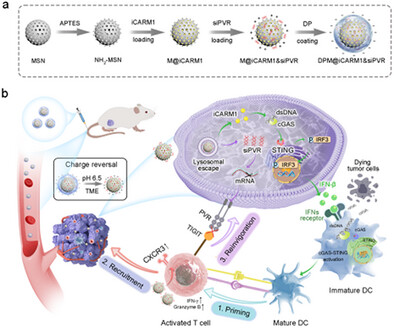 a
APTES
iCARM1
siPVR
DP
loading
loading
coating
MSN
NH2-MSN
M@iCARM1
M@iCARM1&siPVR
DPM@iCARM1&siPVR
b
iCARM1
dsDNA
cGAS
Lysosomal
escape
siPVR
STING
P IRF3
P
IRF3
mRNA
Charge reversal
pH 6.5
TME
PVR
TIGIT
3. Reinvigoration
IFN-β
IFNs
receptor
Dying
tumor cells
dsDNA
cGAS
STING
cGAS-STING
activation
Immature DC
CXCR3↑
2. Recruitment
IFN-γ↑
Granzyme B↑
Activated T cell
1. Priming
Mature DC